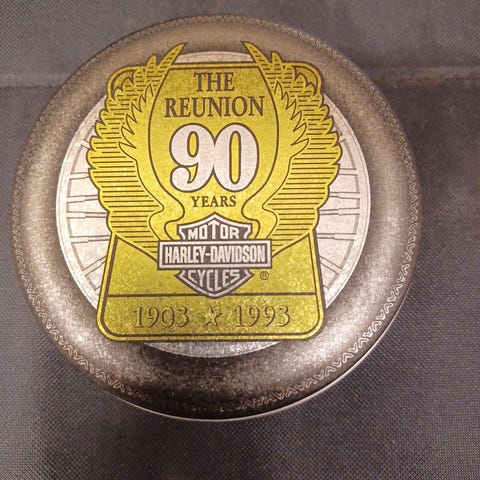 THE
REUNION
90
YEARS
MOTOR
HARLEY-DAVIDSON
CYCLES ®
1903 ☆ 1993